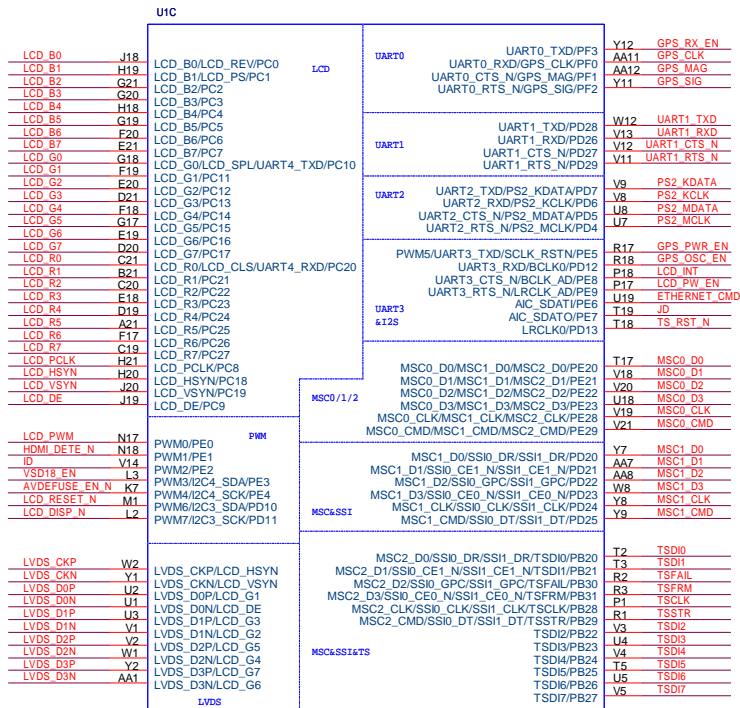 U1C
LCD
LCD_B0 J18 LCD_B0/LCD_REV/PC0
LCD_B1 H19 LCD_B1/LCD_PS/PC1
LCD_B2 G21 LCD_B2/PC2
LCD_B3 G20 LCD_B3/PC3
LCD_B4 H18 LCD_B4/PC4
LCD_B5 G19 LCD_B5/PC5
LCD_B6 F20 LCD_B6/PC6
LCD_B7 E21 LCD_B7/PC7
LCD_G0 G18 LCD_G0/LCD_SPL/UART4_TXD/PC10
LCD_G1 F19 LCD_G1/PC11
LCD_G2 E20 LCD_G2/PC12
LCD_G3 D21 LCD_G3/PC13
LCD_G4 F18 LCD_G4/PC14
LCD_G5 G17 LCD_G5/PC15
LCD_G6 E19 LCD_G6/PC16
LCD_G7 D20 LCD_G7/PC17
LCD_R0 C21 LCD_R0/LCD_CLS/UART4_RXD/PC20
LCD_R1 B21 LCD_R1/PC21
LCD_R2 C20 LCD_R2/PC22
LCD_R3 E18 LCD_R3/PC23
LCD_R4 D19 LCD_R4/PC24
LCD_R5 A21 LCD_R5/PC25
LCD_R6 F17 LCD_R6/PC26
LCD_R7 C19 LCD_R7/PC27
LCD_PCLK H21 LCD_PCLK/PC8
LCD_HSYN H20 LCD_HSYN/PC18
LCD_VSYN J20 LCD_VSYN/PC19
LCD_DE J19 LCD_DE/PC9
PWM
LCD_PWM N17 PWM0/PE0
HDMI_DETE_N N18 PWM1/PE1
ID V14 PWM2/PE2
VSD18_EN L3 PWM3/I2C4_SDA/PE3
AVDEFUSE_EN_N K7 PWM4/I2C4_SCK/PE4
LCD_RESET_N M1 PWM6/I2C3_SDA/PD10
LCD_DISP_N L2 PWM7/I2C3_SCK/PD11
LVDS_CKP W2 LVDS_CKP/LCD_HSYN
LVDS_CKN Y1 LVDS_CKN/LCD_VSYN
LVDS_D0P U2 LVDS_D0P/LCD_G1
LVDS_D0N U1 LVDS_D0N/LCD_DE
LVDS_D1P U3 LVDS_D1P/LCD_G3
LVDS_D1N V1 LVDS_D1N/LCD_G2
LVDS_D2P V2 LVDS_D2P/LCD_G5
LVDS_D2N W1 LVDS_D2N/LCD_G4
LVDS_D3P Y2 LVDS_D3P/LCD_G7
LVDS_D3N AA1 LVDS_D3N/LCD_G6
LVDS
UART0
UART0_TXD/PF3 Y12 GPS_RX_EN
UART0_RXD/GPS_CLK/PF0 AA11 GPS_CLK
UART0_CTS_N/GPS_MAG/PF1 AA12 GPS_MAG
UART0_RTS_N/GPS_SIG/PF2 Y11 GPS_SIG
UART1
UART1_TXD/PD28 W12 UART1_TXD
UART1_RXD/PD26 V13 UART1_RXD
UART1_CTS_N/PD27 V12 UART1_CTS_N
UART1_RTS_N/PD29 V11 UART1_RTS_N
UART2
UART2_TXD/PS2_KDATA/PD7 V9 PS2_KDATA
UART2_RXD/PS2_KCLK/PD6 V8 PS2_KCLK
UART2_CTS_N/PS2_MDATA/PD5 U8 PS2_MDATA
UART2_RTS_N/PS2_MCLK/PD4 U7 PS2_MCLK
PWM5/UART3_TXD/SCLK_RSTN/PE5 R17 GPS_PWR_EN
UART3_RXD/BCLK0/PD12 R18 GPS_OSC_EN
UART3_CTS_N/BCLK_AD/PE8 P18 LCD_INT
UART3_RTS_N/LRCLK_AD/PE9 P17 LCD_PW_EN
AIC_SDATI/PE6 U19 ETHERNET_CMD
AIC_SDATO/PE7 T19 JD
LRCLK0/PD13 T18 TS_RST_N
UART3
&I2S
MSC0/1/2
MSC0_D0/MSC1_D0/MSC2_D0/PE20 T17 MSC0_D0
MSC0_D1/MSC1_D1/MSC2_D1/PE21 V18 MSC0_D1
MSC0_D2/MSC1_D2/MSC2_D2/PE22 V20 MSC0_D2
MSC0_D3/MSC1_D3/MSC2_D3/PE23 U18 MSC0_D3
MSC0_CLK/MSC1_CLK/MSC2_CLK/PE28 V19 MSC0_CLK
MSC0_CMD/MSC1_CMD/MSC2_CMD/PE29 V21 MSC0_CMD
MSC1_D0/SSI0_DR/SSI1_DR/PD20 Y7 MSC1_D0
MSC1_D1/SSI0_CE1_N/SSI1_CE1_N/PD21 AA7 MSC1_D1
MSC1_D2/SSI0_GPC/SSI1_GPC/PD22 AA8 MSC1_D2
MSC1_D3/SSI0_CE0_N/SSI1_CE0_N/PD23 W8 MSC1_D3
MSC1_CLK/SSI0_CLK/SSI1_CLK/PD24 Y8 MSC1_CLK
MSC1_CMD/SSI0_DT/SSI1_DT/PD25 Y9 MSC1_CMD
MSC&SSI
MSC2_D0/SSI0_DR/SSI1_DR/TSDI0/PB20 T2 TSDI0
MSC2_D1/SSI0_CE1_N/SSI1_CE1_N/TSDI1/PB21 T3 TSDI1
MSC2_D2/SSI0_GPC/SSI1_GPC/TSFAIL/PB30 R2 TSFAIL
MSC2_D3/SSI0_CE0_N/SSI1_CE0_N/TSFRM/PB31 R3 TSFRM
MSC2_CLK/SSI0_CLK/SSI1_CLK/TSCLK/PB28 P1 TSCLK
MSC2_CMD/SSI0_DT/SSI1_DT/TSSTR/PB29 R1 TSSTR
TSDI2/PB22 V3 TSDI2
TSDI3/PB23 U4 TSDI3
TSDI4/PB24 V4 TSDI4
TSDI5/PB25 T5 TSDI5
TSDI6/PB26 U5 TSDI6
TSDI7/PB27 V5 TSDI7
MSC&SSI&TS